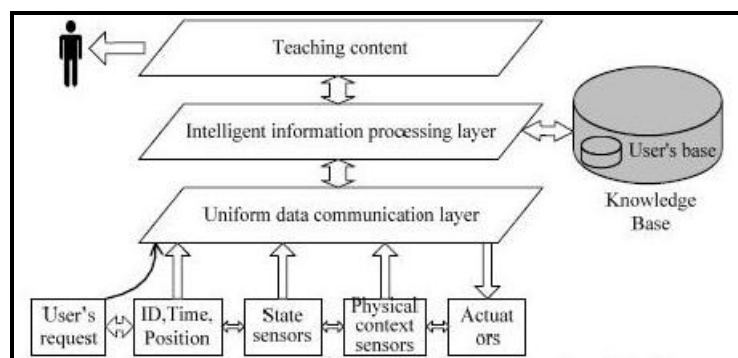 Teaching content
Intelligent information processing layer
User's base
Knowledge
Base
Uniform data communication layer
User's
request
ID,Time,
Position
State
sensors
Physical
context
sensors
Actuat
ors